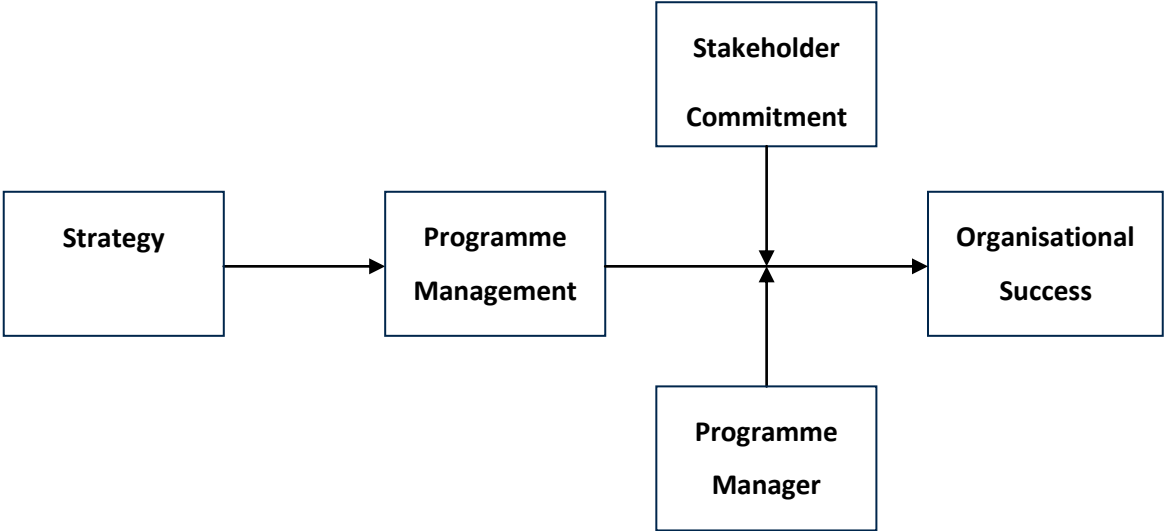 Stakeholder
Commitment
Strategy
Programme
Management
Organisational
Success
Programme
Manager